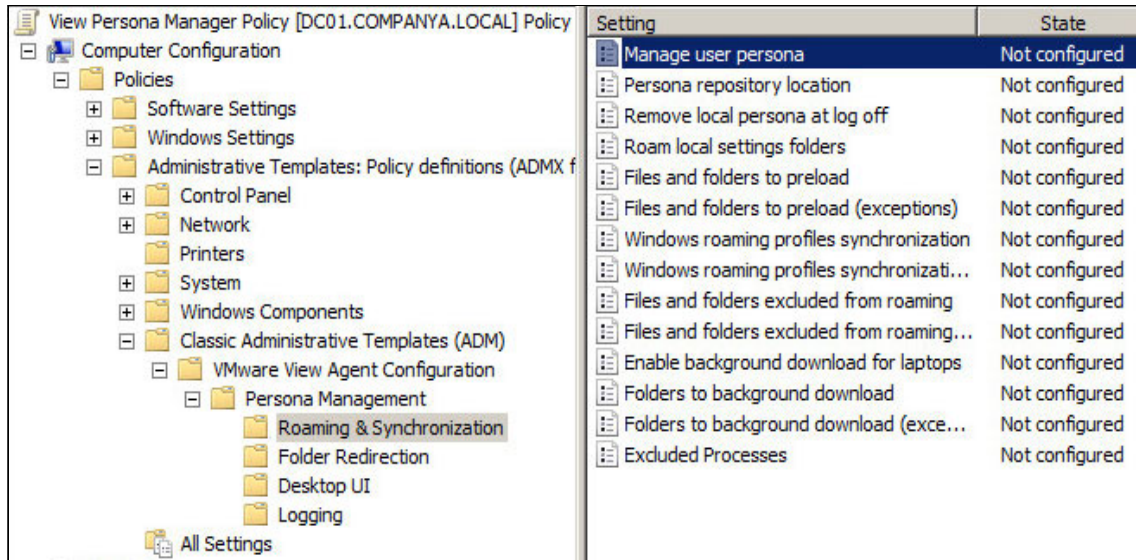 View Persona Manager Policy [DC01.COMPANYA.LOCAL] Policy
Computer Configuration
Policies
Software Settings
Windows Settings
Administrative Templates: Policy definitions (ADMX f
Control Panel
Network
Printers
System
Windows Components
Classic Administrative Templates (ADM)
VMware View Agent Configuration
Persona Management
Roaming & Synchronization
Folder Redirection
Desktop UI
Logging
All Settings
Setting State
Manage user persona Not configured
Persona repository location Not configured
Remove local persona at log off Not configured
Roam local settings folders Not configured
Files and folders to preload Not configured
Files and folders to preload (exceptions) Not configured
Windows roaming profiles synchronization Not configured
Windows roaming profiles synchronizati... Not configured
Files and folders excluded from roaming Not configured
Files and folders excluded from roaming... Not configured
Enable background download for laptops Not configured
Folders to background download Not configured
Folders to background download (exce... Not configured
Excluded Processes Not configured